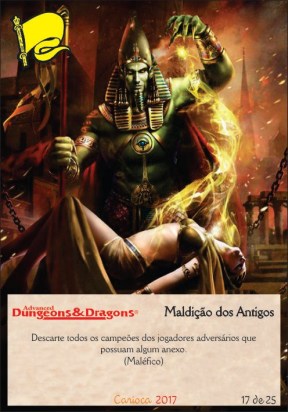 Advanced
Dungeons&Dragons®
Maldição dos Antigos
Descarte todos os campeões dos jogadores adversários que
possuam algum anexo
(Maléfico)
Carioca 2017
17 de 25